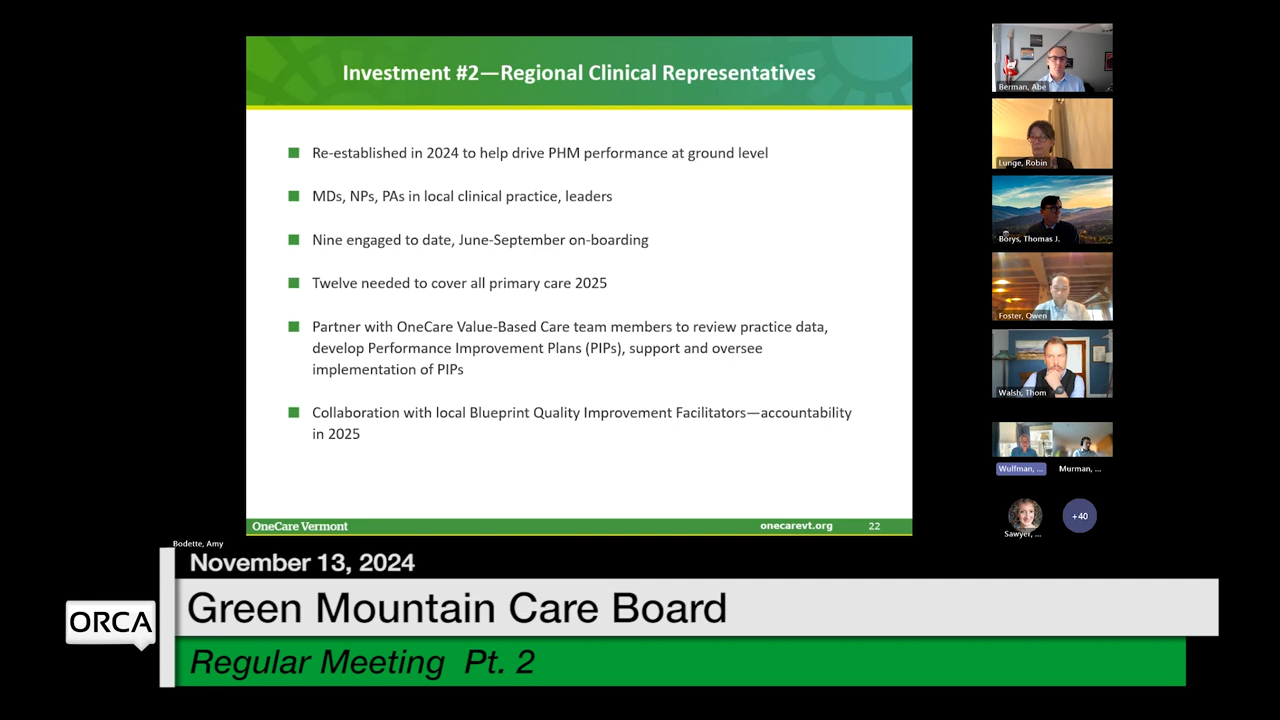 Investment #2—Regional Clinical Representatives
Re-established in 2024 to help drive PHM performance at ground level
MDs, NPs, PAs in local clinical practice, leaders
Nine engaged to date, June-September on-boarding
Twelve needed to cover all primary care 2025
Partner with OneCare Value-Based Care team members to review practice data,
develop Performance Improvement Plans (PIPs), support and oversee
implementation of PIPs
Collaboration with local Blueprint Quality Improvement Facilitators—accountability
in 2025
OneCare Vermont
onecarevt.org
22
Berman, Abe
Lunge, Robin
Borys, Thomas J.
Foster, Owen
Walsh, Thom
Wulfman, ...
Murman, ...
Sawyer, ...
+40
Bodette, Amy
November 13, 2024
ORCA
Green Mountain Care Board
Regular Meeting Pt. 2